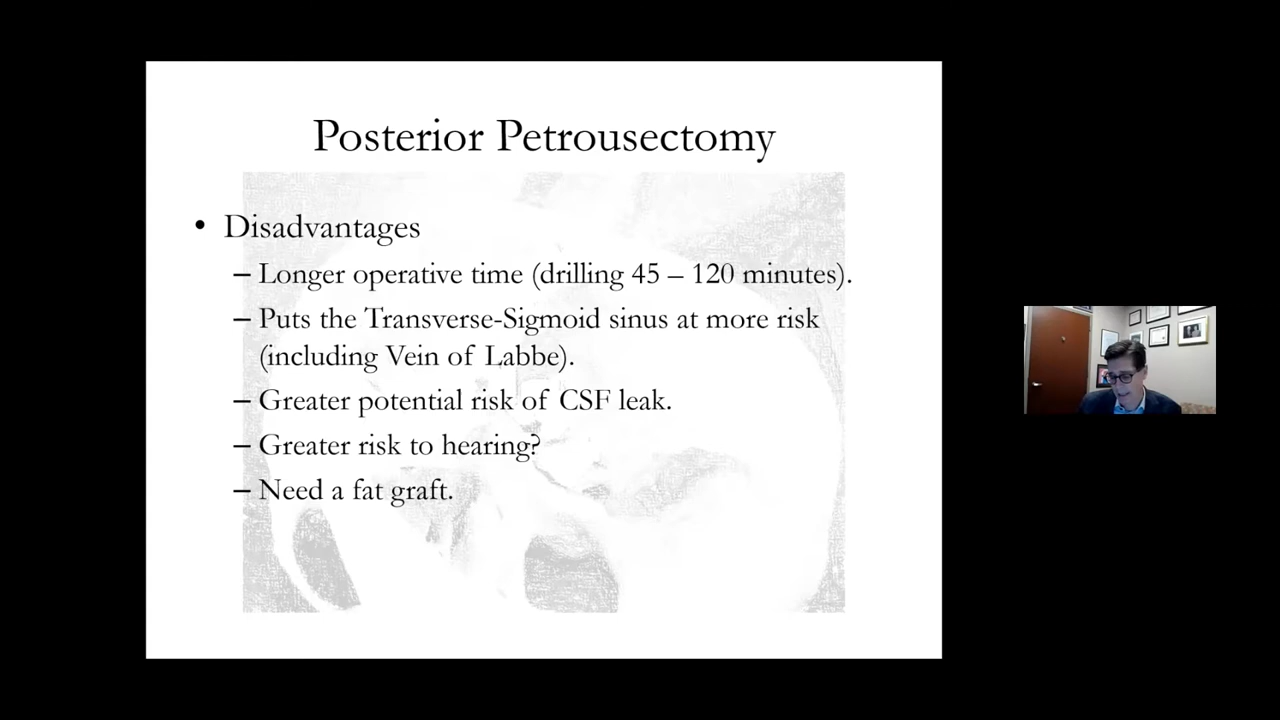 Posterior Petrousectomy
• Disadvantages
– Longer operative time (drilling 45 – 120 minutes).
– Puts the Transverse-Sigmoid sinus at more risk
(including Vein of Labbe).
– Greater potential risk of CSF leak.
– Greater risk to hearing?
– Need a fat graft.